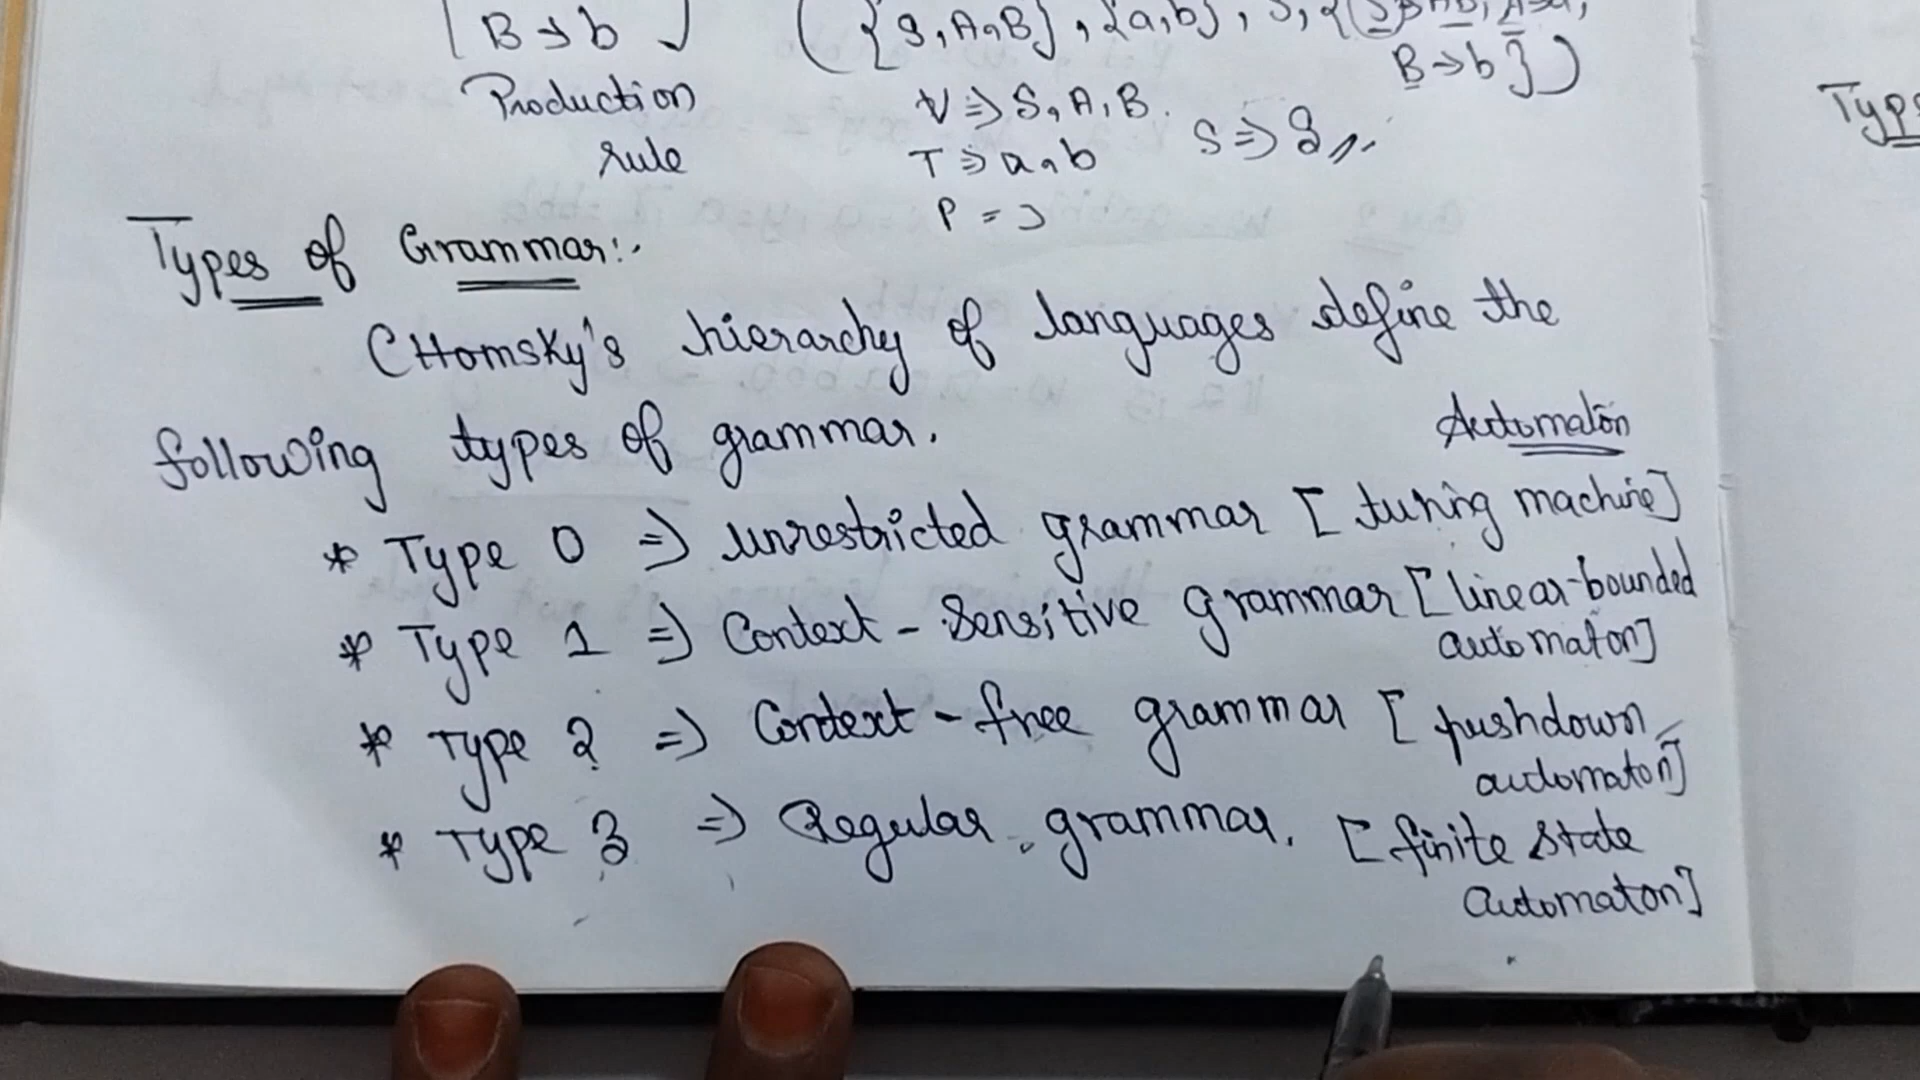 [ B → b ] ( { S, A, B }, { a, b }, S, { S → AB, A → a,
B → b } )
Production
rule
V ⇒ S, A, B.
T ⇒ a, b
S ⇒ S
P =
Types of Grammar:-
CHomsky's hierarchy of languages define the
following types of grammar.
Automaton
* Type 0 ⇒ unrestricted grammar [ turing machine]
* Type 1 ⇒ Context - Sensitive grammar [linear-bounded
automaton]
* Type 2 ⇒ Context - free grammar [ pushdown
automaton]
* Type 3 ⇒ Regular grammar. [finite state
automaton]
Type